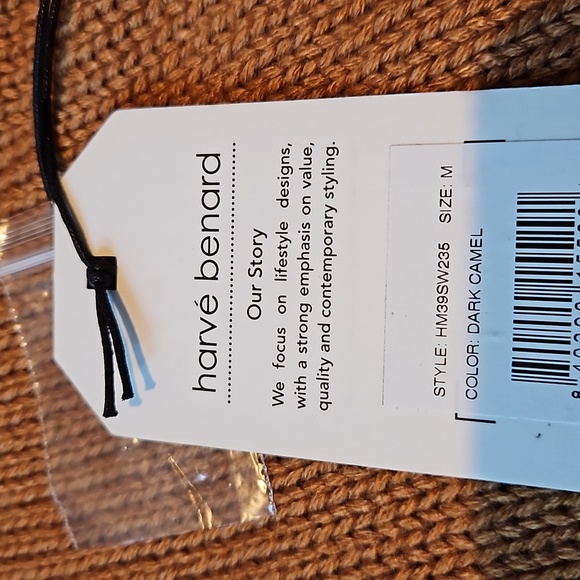 harvé benard
Our Story
We focus on lifestyle designs,
with a strong emphasis on value,
quality and contemporary styling.
STYLE: HM39SW235 SIZE: M
COLOR: DARK CAMEL